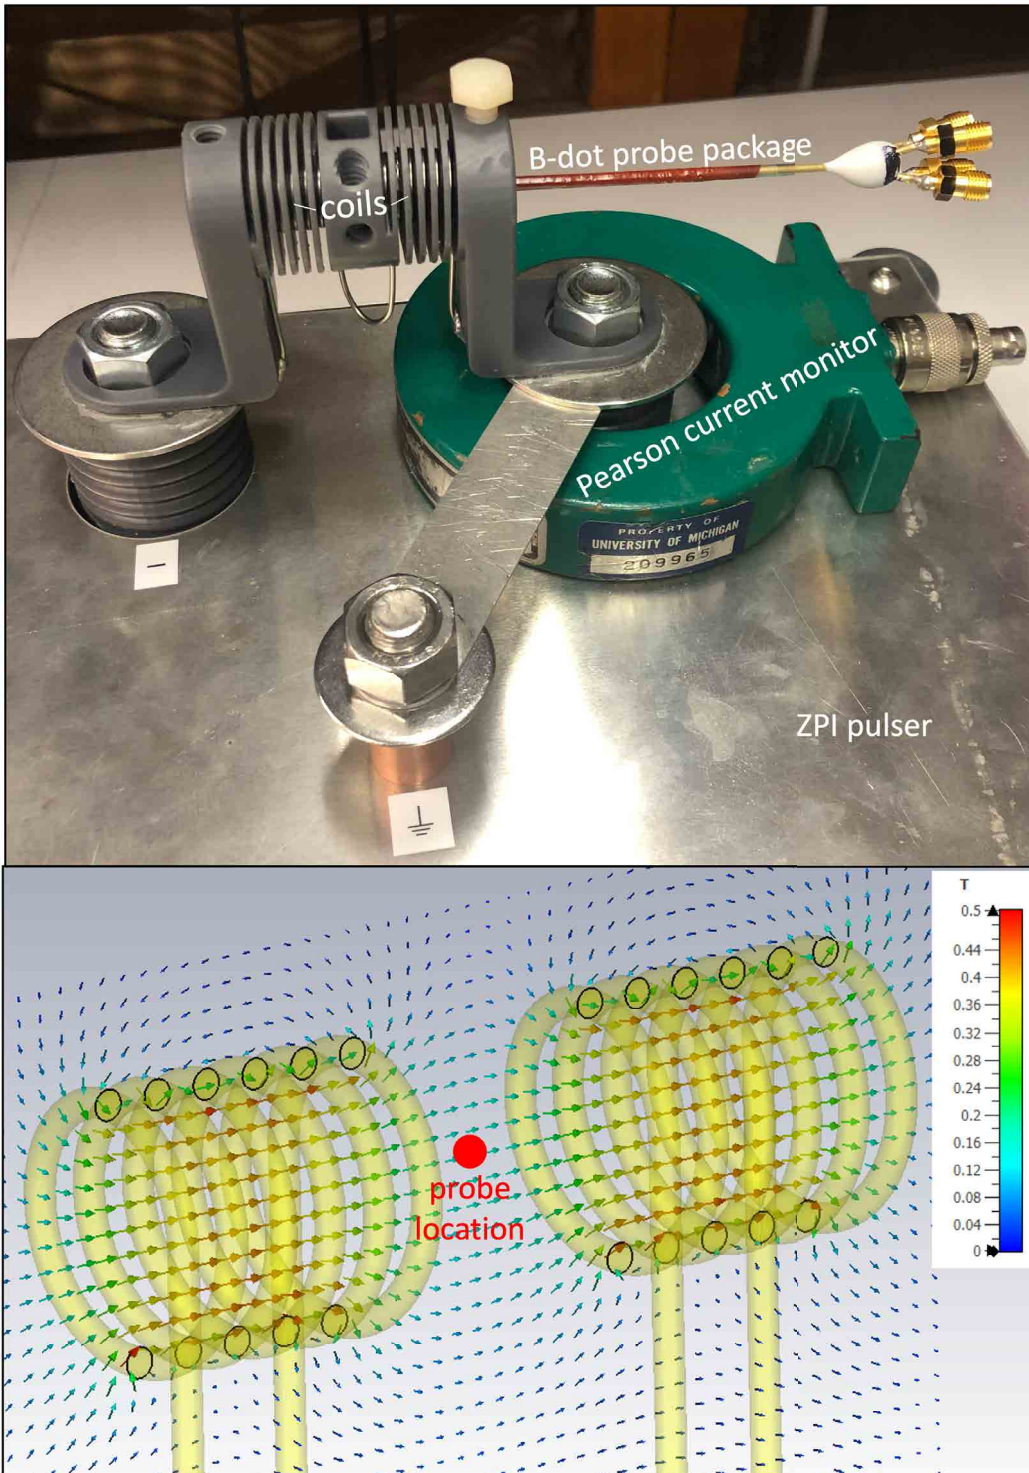 B-dot probe package
coils
Pearson current monitor
PROPERTY OF
UNIVERSITY OF MICHIGAN
209965
I
ZPI pulser
T
0.5
0.44
0.4
0.36
0.32
0.28
0.24
0.2
0.16
0.12
0.08
0.04
0
probe
location